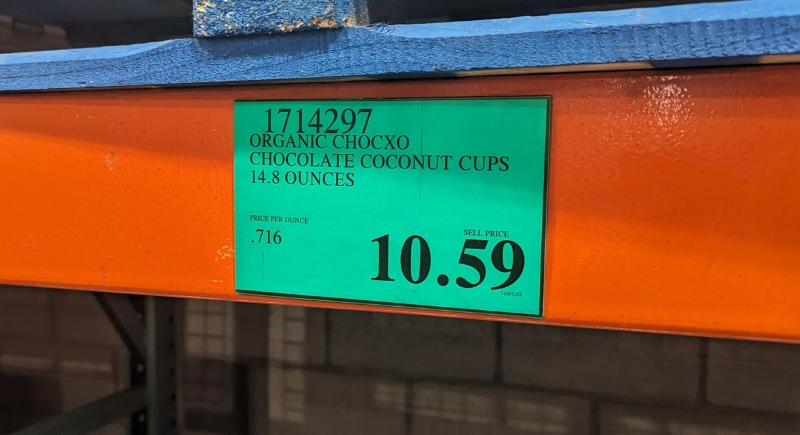 1714297
ORGANIC CHOCXO
CHOCOLATE COCONUT CUPS
14.8 OUNCES
PRICE PER OUNCE
.716
SELL PRICE
10.59